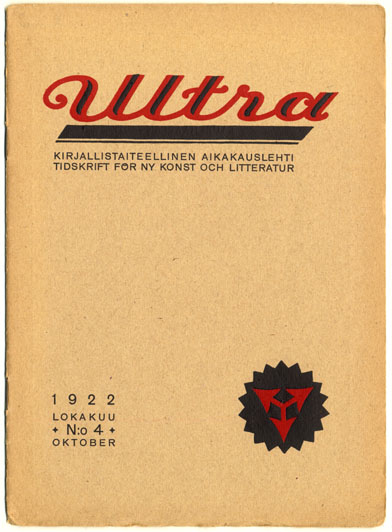 Ultra
KIRJALLISTAITEELLINEN AIKAKAUSLEHTI
TIDSKRIFT FÖR NY KONST OCH LITTERATUR
1922
LOKAKUU
+ N:o 4 +
OKTOBER